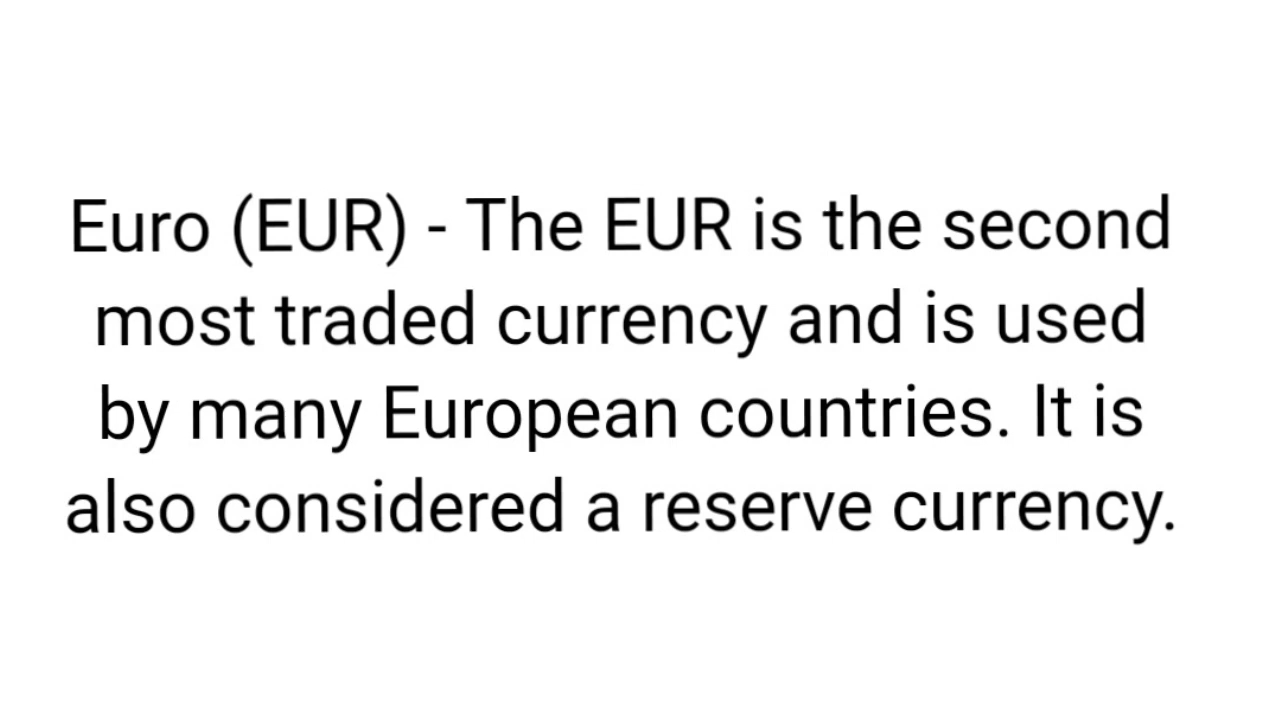 Euro (EUR) - The EUR is the second
most traded currency and is used
by many European countries. It is
also considered a reserve currency.